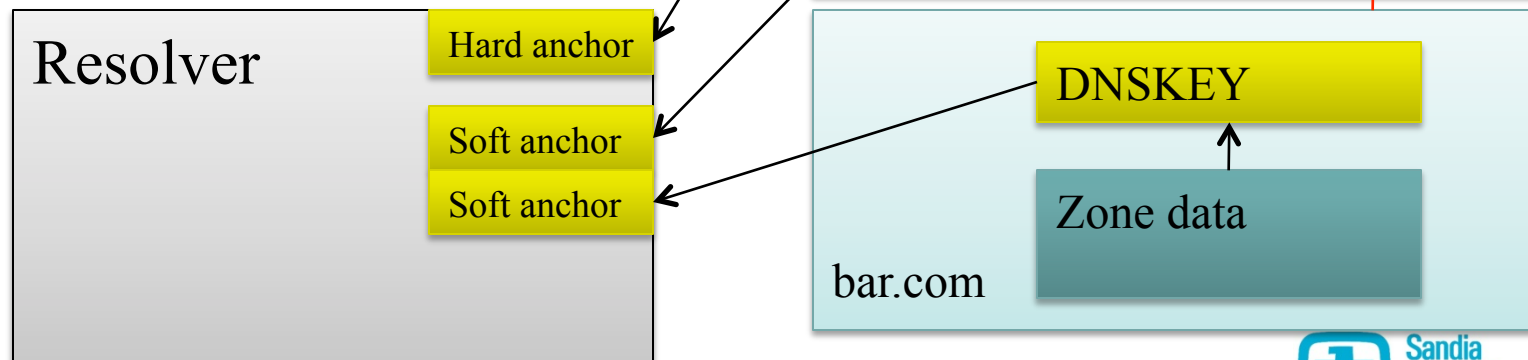 Resolver
Hard anchor
Soft anchor
Soft anchor
DNSKEY
Zone data
bar.com
Sandia